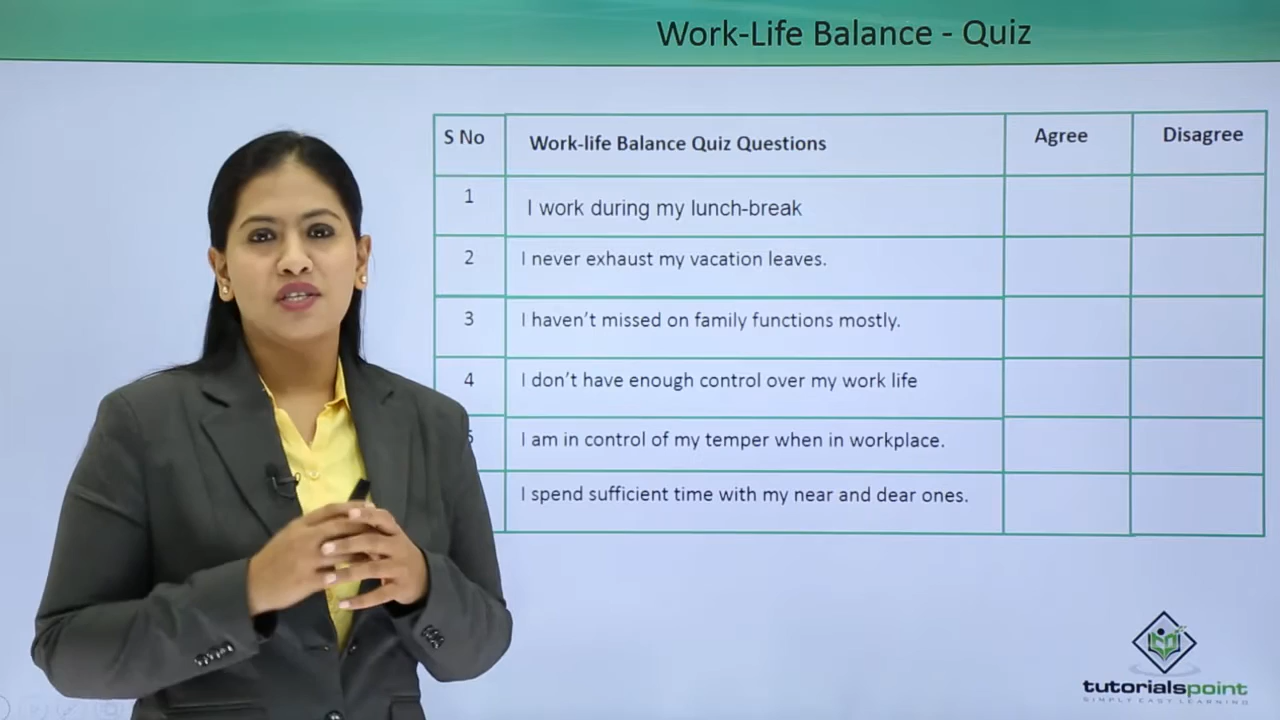 Work-Life Balance - Quiz
S No Work-life Balance Quiz Questions Agree Disagree
1 I work during my lunch-break
2 I never exhaust my vacation leaves.
3 I haven't missed on family functions mostly.
4 I don't have enough control over my work life
5 I am in control of my temper when in workplace.
I spend sufficient time with my near and dear ones.
tutorialspoint
SIMPLY EASY LEARNING